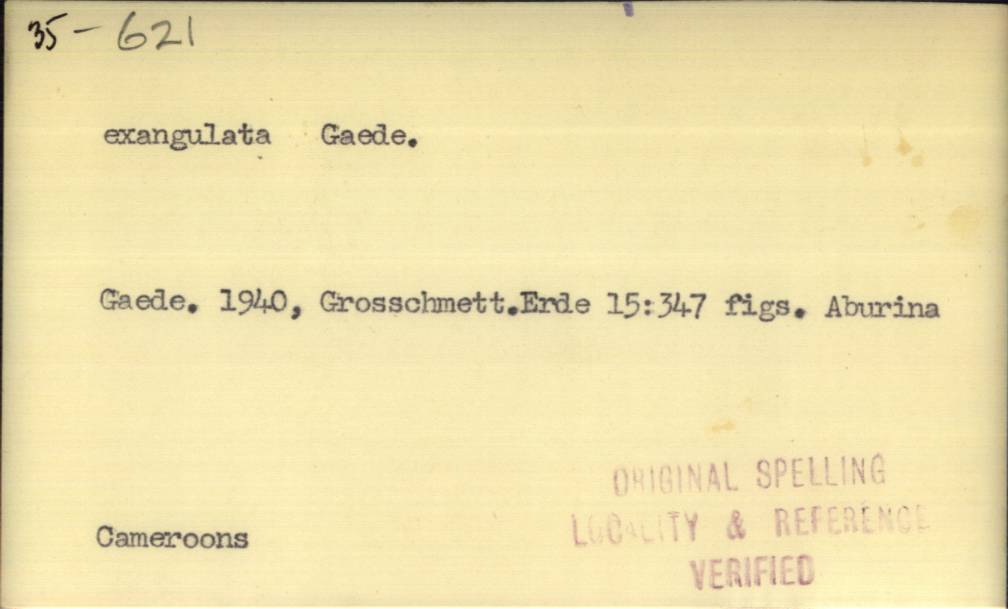 35-621
exangulata Gaede.
Gaede. 1940, Grosschmett.Erde 15:347 figs. Aburina
Cameroons
ORIGINAL SPELLING
LOCALITY & REFERENCE
VERIFIED